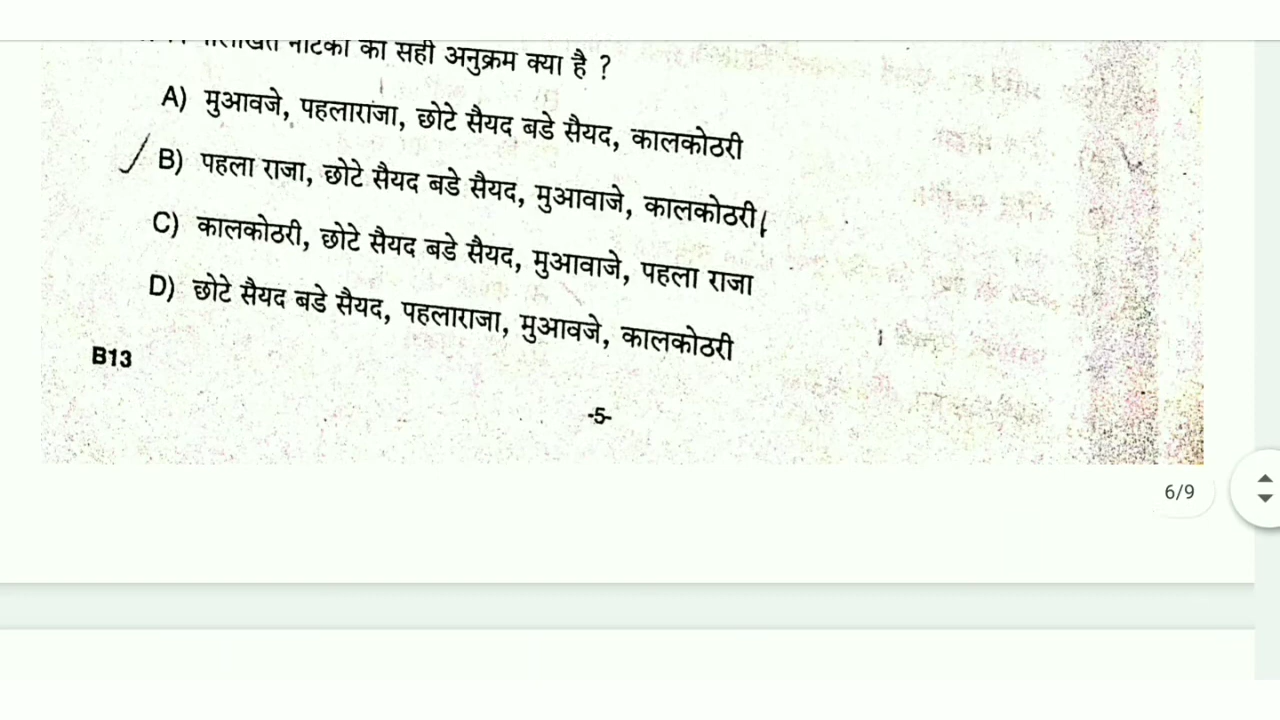 नाटकों का सही अनुक्रम क्या है ?
A) मुआवजे, पहलाराजा, छोटे सैयद बडे सैयद, कालकोठरी
B) पहला राजा, छोटे सैयद बडे सैयद, मुआवाजे, कालकोठरी
C) कालकोठरी, छोटे सैयद बडे सैयद, मुआवाजे, पहला राजा
D) छोटे सैयद बडे सैयद, पहलाराजा, मुआवजे, कालकोठरी
B13
-5-
6/9